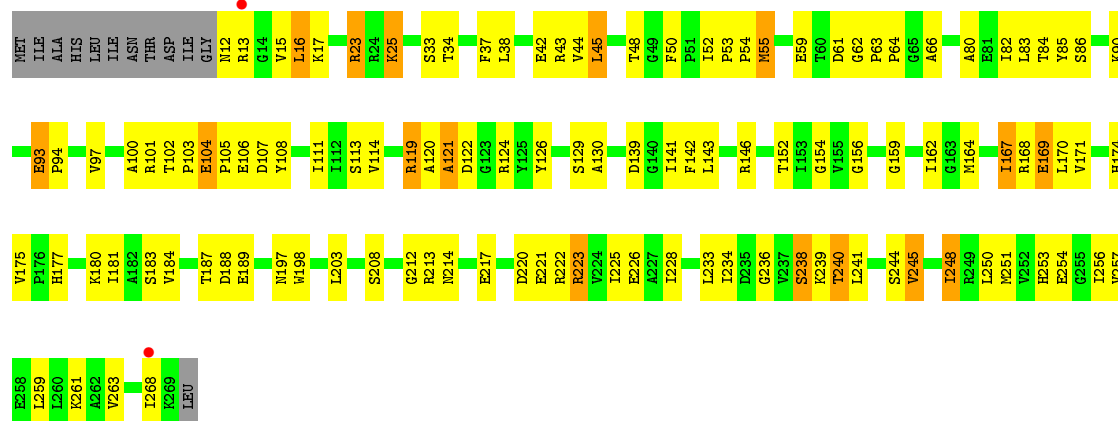 MET ILE ALA HIS LEU ILE ASN THR ASP ILE GLY N12 R13 G14 V15 L16 K17 R23 R24 K25 S33 T34 F37 L38 E42 R43 V44 L45 T48 G49 F50 P51 I52 P53 P54 M55 E59 T60 D61 G62 P63 P64 G65 A66 A80 E81 I82 L83 T84 Y85 S86
E93 P94 V97 A100 R101 T102 P103 E104 P105 E106 D107 Y108 I111 I112 S113 V114 R119 A120 A121 D122 G123 R124 Y125 Y126 S129 A130 D139 G140 I141 F142 L143 R146 T152 I153 G154 V155 G156 G159 I162 G163 M164 I167 R168 E169 L170 V171 H174
V175 P176 H177 K180 I181 A182 S183 V184 T187 D188 E189 N197 W198 L203 S208 G212 R213 N214 E217 D220 E221 R222 R223 V224 I225 E226 A227 I228 L233 I234 D235 G236 V237 S238 K239 T240 L241 S244 V245 I248 R249 L250 M251 V252 H253 E254 G255 I256
E258 L259 L260 K261 A262 V263 I268 K269 LEU